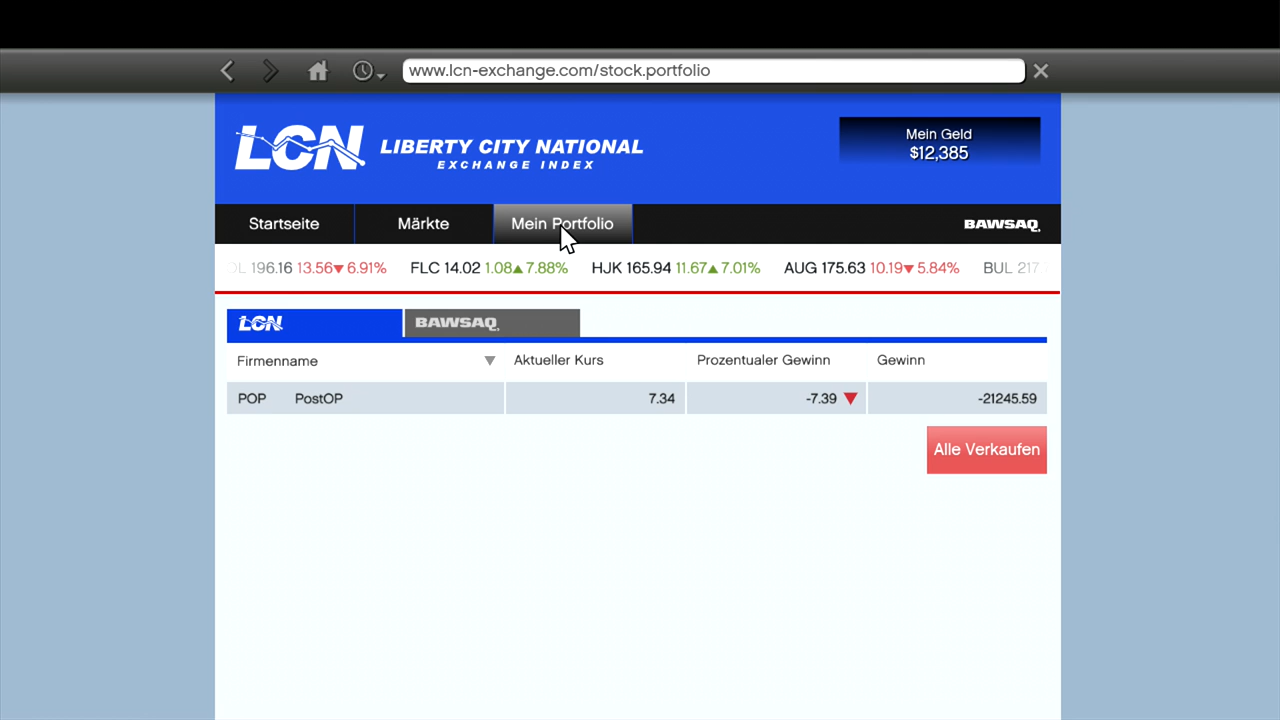 www.lcn-exchange.com/stock.portfolio
LCN LIBERTY CITY NATIONAL
EXCHANGE INDEX
Mein Geld
$12,385
Startseite Märkte Mein Portfolio BAWSAQ
196.16 13.56▼6.91% FLC 14.02 1.08▲7.88% HJK 165.94 11.67▲7.01% AUG 175.63 10.19▼5.84% BUL 217
LCN BAWSAQ
Firmenname ▼ Aktueller Kurs Prozentualer Gewinn Gewinn
POP PostOP 7.34 -7.39 ▼ -21245.59
Alle Verkaufen